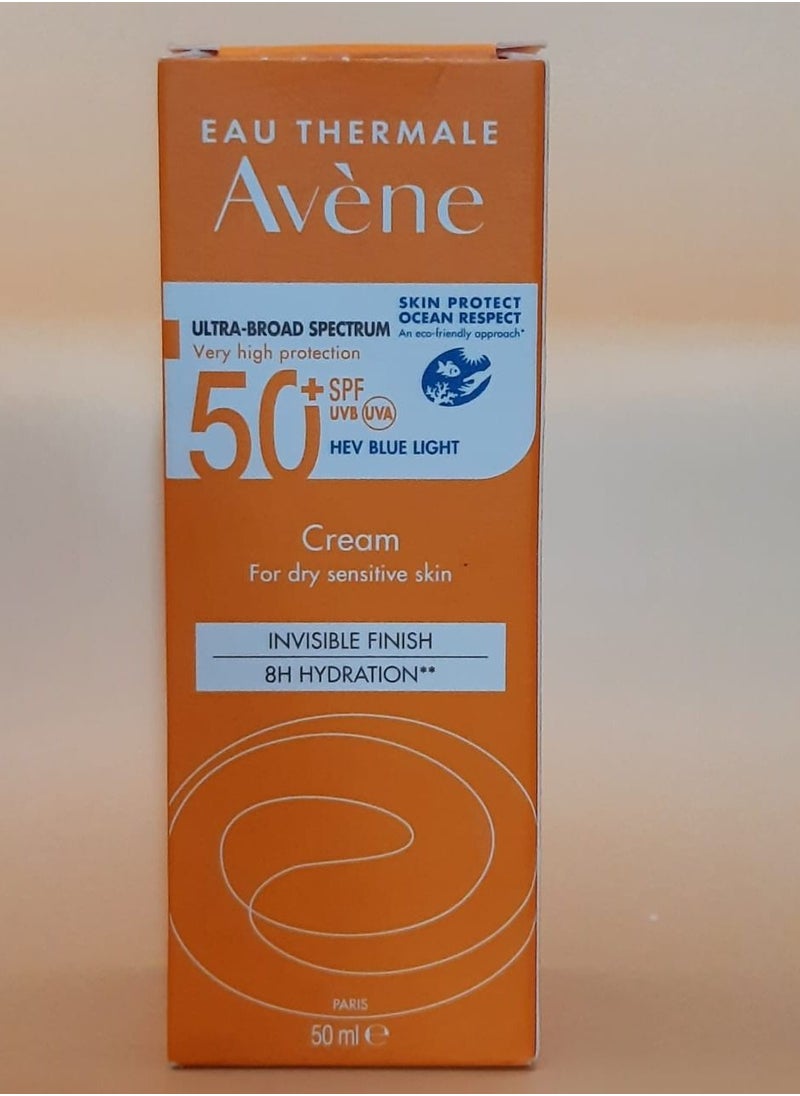 EAU THERMALE
Avène
SKIN PROTECT
OCEAN RESPECT
An eco-friendly approach*
ULTRA-BROAD SPECTRUM
Very high protection
50+ SPF
UVB UVA
HEV BLUE LIGHT
Cream
For dry sensitive skin
INVISIBLE FINISH
8H HYDRATION**
PARIS
50 ml ℮